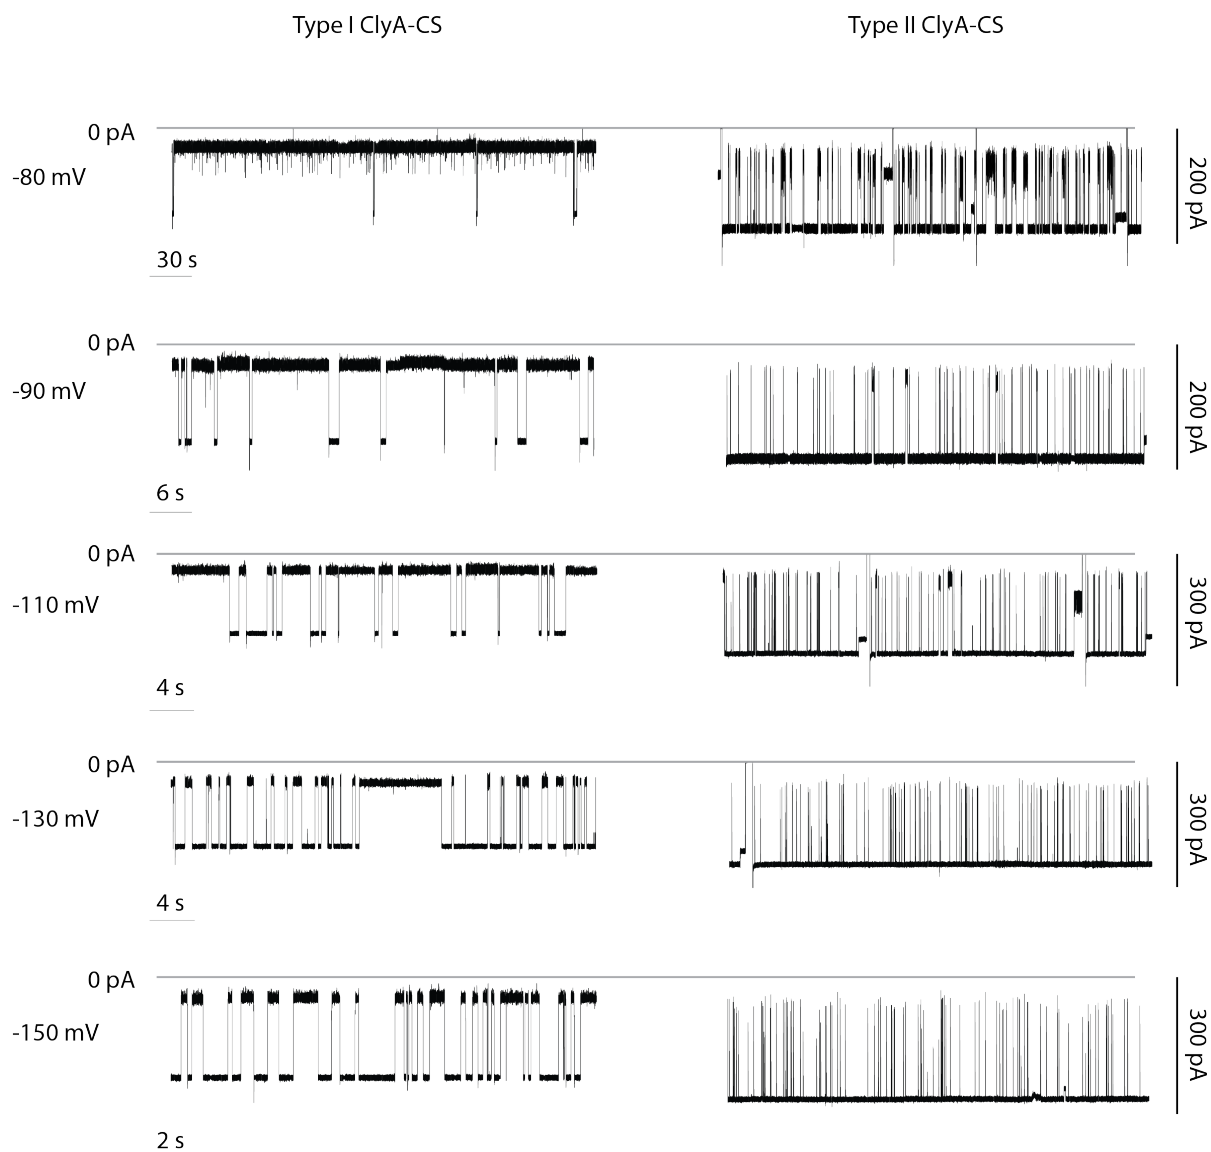 Type I ClyA-CS
Type II ClyA-CS
0 pA
-80 mV
200 pA
30 s
0 pA
-90 mV
200 pA
6 s
0 pA
-110 mV
300 pA
4 s
0 pA
-130 mV
300 pA
4 s
0 pA
-150 mV
300 pA
2 s